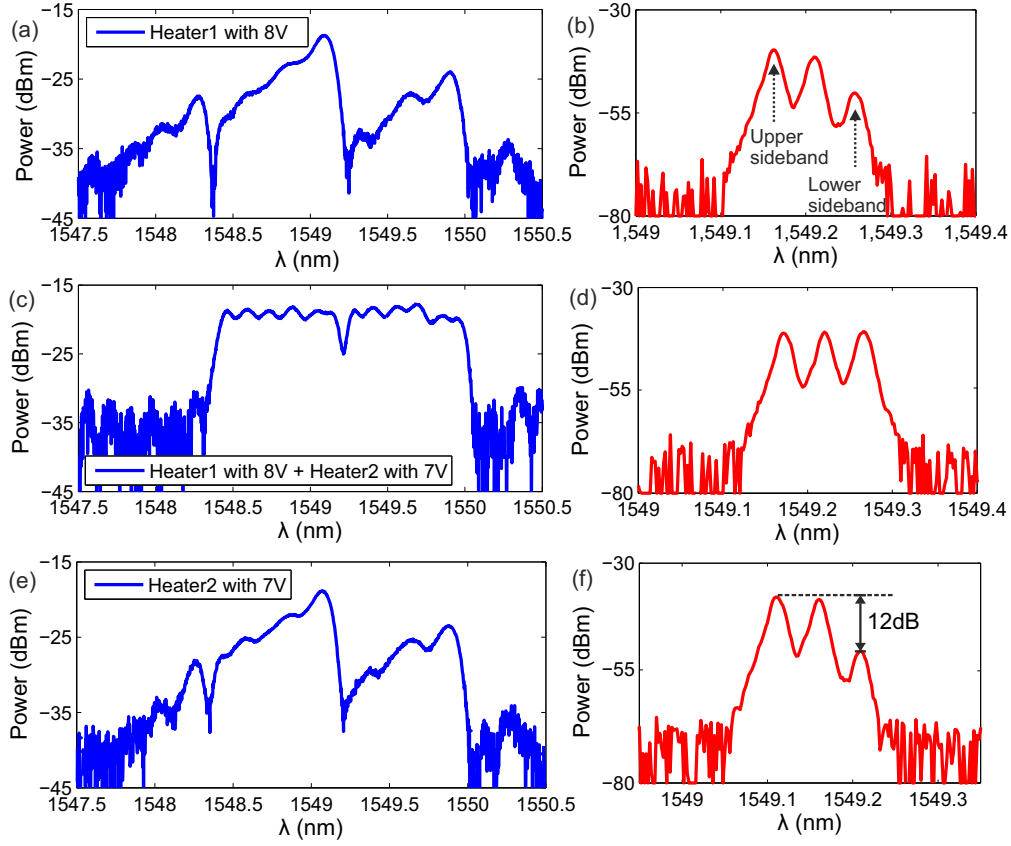 (a)
Heater1 with 8V
Power (dBm)
−15
−25
−35
−45
1547.5 1548 1548.5 1549 1549.5 1550 1550.5
λ (nm)
(b)
Upper
sideband
Lower
sideband
Power (dBm)
−30
−55
−80
1,549 1,549.1 1,549.2 1,549.3 1,549.4
λ (nm)
(c)
Heater1 with 8V + Heater2 with 7V
Power (dBm)
−15
−25
−35
−45
1547.5 1548 1548.5 1549 1549.5 1550 1550.5
λ (nm)
(d)
Power (dBm)
−30
−55
−80
1549 1549.1 1549.2 1549.3 1549.4
λ (nm)
(e)
Heater2 with 7V
Power (dBm)
−15
−25
−35
−45
1547.5 1548 1548.5 1549 1549.5 1550 1550.5
λ (nm)
(f)
12dB
Power (dBm)
−30
−55
−80
1549 1549.1 1549.2 1549.3
λ (nm)